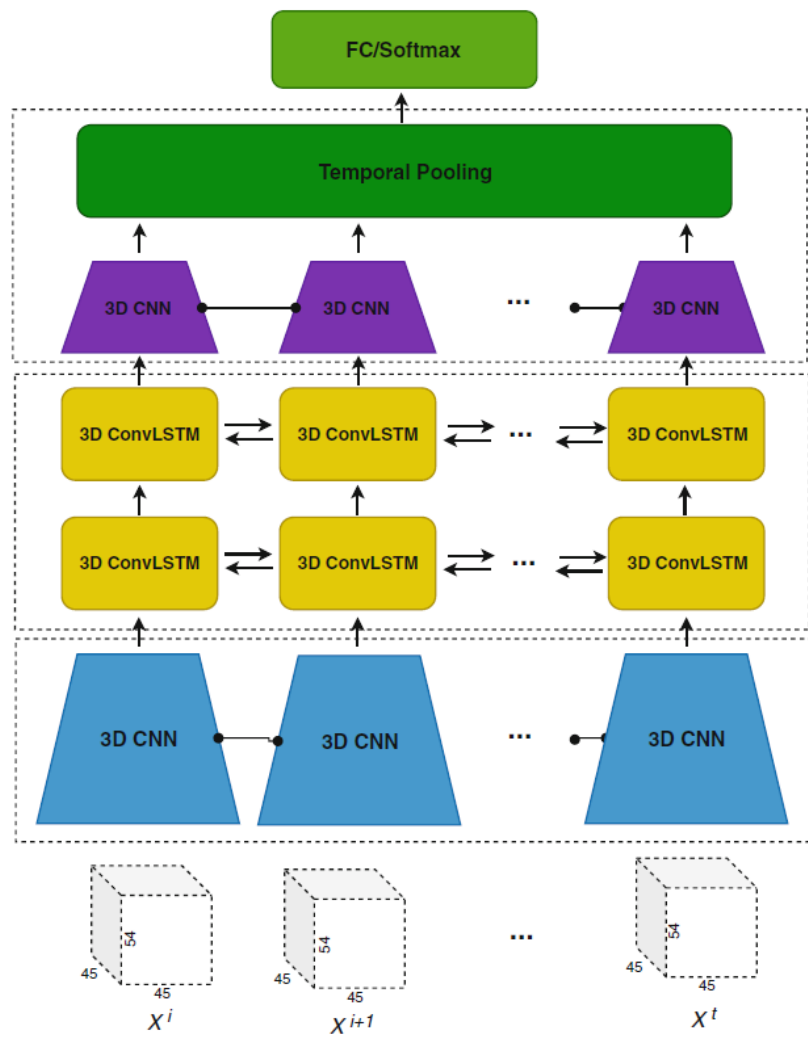 FC/Softmax
Temporal Pooling
3D CNN 3D CNN ... 3D CNN
3D ConvLSTM 3D ConvLSTM ... 3D ConvLSTM
3D ConvLSTM 3D ConvLSTM ... 3D ConvLSTM
3D CNN 3D CNN ... 3D CNN
54 54 ... 54
45 45 45
45 45 45
X^i X^{i+1} X^t